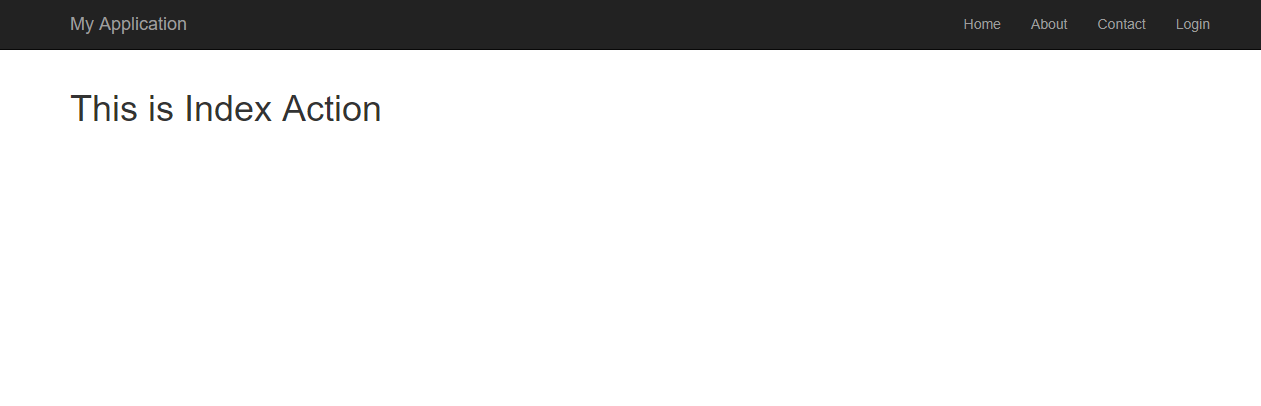 My Application Home About Contact Login
This is Index Action